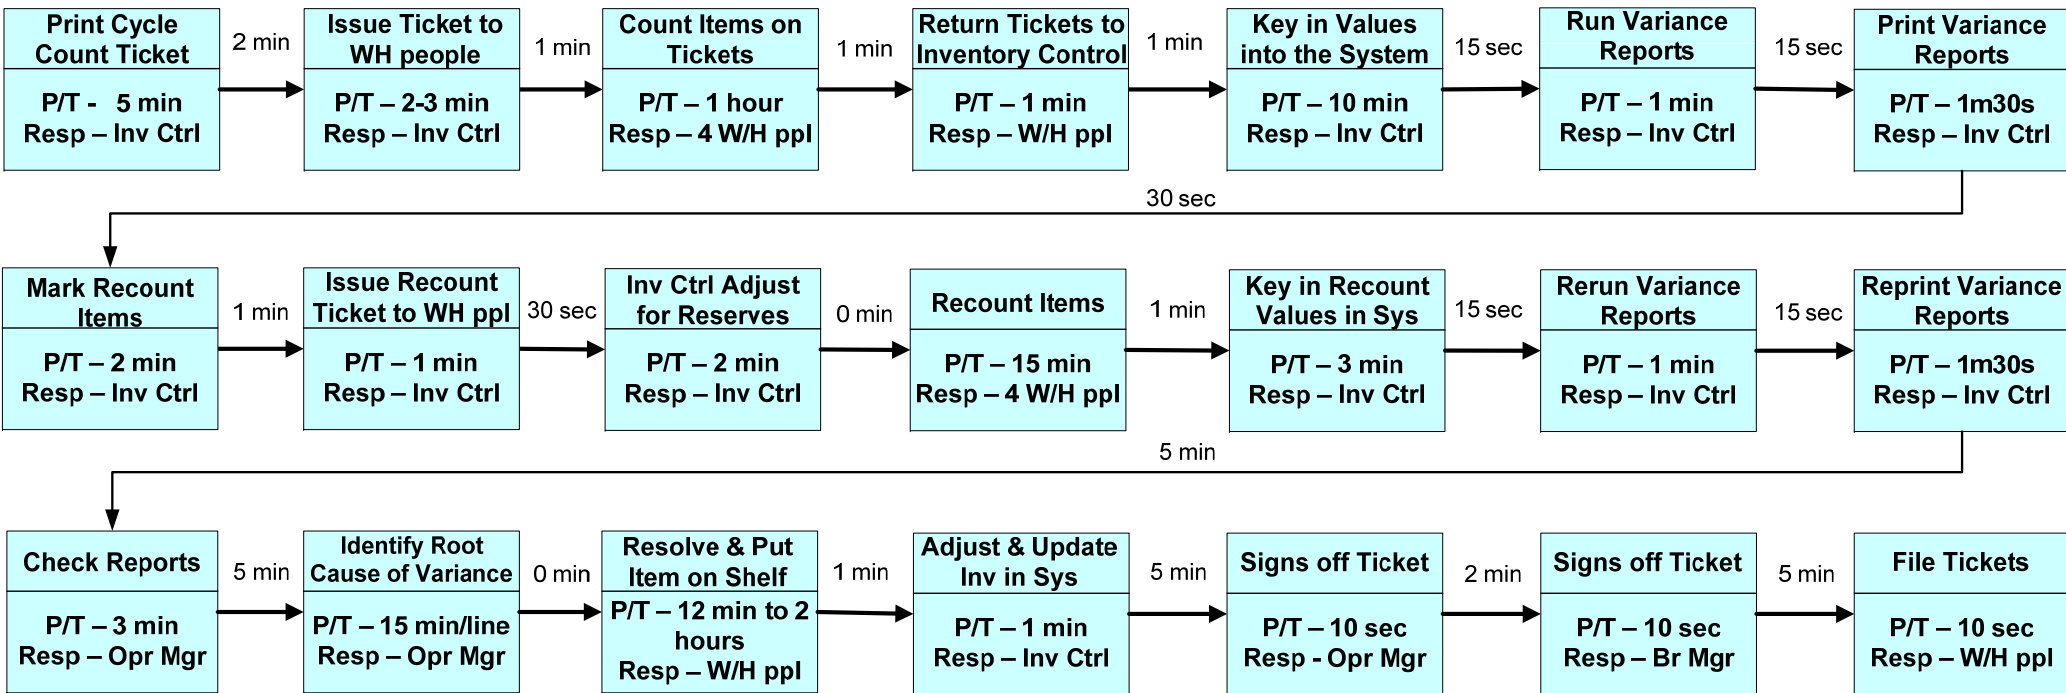 Print Cycle
Count Ticket
P/T - 5 min
Resp – Inv Ctrl
2 min
Issue Ticket to
WH people
P/T – 2-3 min
Resp – Inv Ctrl
1 min
Count Items on
Tickets
P/T – 1 hour
Resp – 4 W/H ppl
1 min
Return Tickets to
Inventory Control
P/T – 1 min
Resp – W/H ppl
1 min
Key in Values
into the System
P/T – 10 min
Resp – Inv Ctrl
15 sec
Run Variance
Reports
P/T – 1 min
Resp – Inv Ctrl
15 sec
Print Variance
Reports
P/T – 1m30s
Resp – Inv Ctrl
30 sec
Mark Recount
Items
P/T – 2 min
Resp – Inv Ctrl
1 min
Issue Recount
Ticket to WH ppl
P/T – 1 min
Resp – Inv Ctrl
30 sec
Inv Ctrl Adjust
for Reserves
P/T – 2 min
Resp – Inv Ctrl
0 min
Recount Items
P/T – 15 min
Resp – 4 W/H ppl
1 min
Key in Recount
Values in Sys
P/T – 3 min
Resp – Inv Ctrl
15 sec
Rerun Variance
Reports
P/T – 1 min
Resp – Inv Ctrl
15 sec
Reprint Variance
Reports
P/T – 1m30s
Resp – Inv Ctrl
5 min
Check Reports
P/T – 3 min
Resp – Opr Mgr
5 min
Identify Root
Cause of Variance
P/T – 15 min/line
Resp – Opr Mgr
0 min
Resolve & Put
Item on Shelf
P/T – 12 min to 2
hours
Resp – W/H ppl
1 min
Adjust & Update
Inv in Sys
P/T – 1 min
Resp – Inv Ctrl
5 min
Signs off Ticket
P/T – 10 sec
Resp - Opr Mgr
2 min
Signs off Ticket
P/T – 10 sec
Resp – Br Mgr
5 min
File Tickets
P/T – 10 sec
Resp – W/H ppl